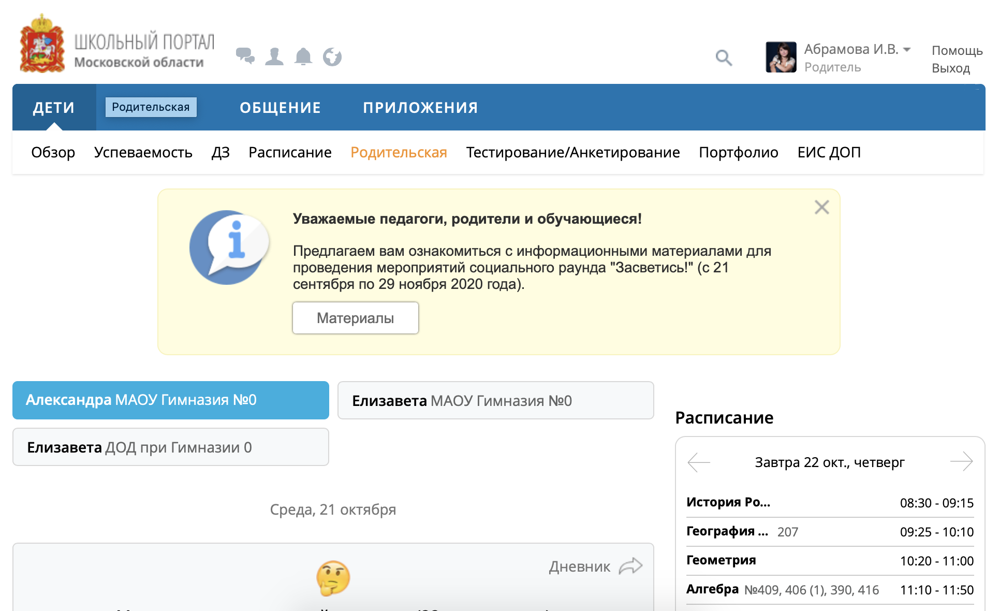 ШКОЛЬНЫЙ ПОРТАЛ
Московской области
Абрамова И.В.
Родитель
Помощь
Выход
ДЕТИ
Родительская
ОБЩЕНИЕ
ПРИЛОЖЕНИЯ
Обзор Успеваемость ДЗ Расписание Родительская Тестирование/Анкетирование Портфолио ЕИС ДОП
Уважаемые педагоги, родители и обучающиеся!
Предлагаем вам ознакомиться с информационными материалами для
проведения мероприятий социального раунда "Засветись!" (с 21
сентября по 29 ноября 2020 года).
Материалы
Александра МАОУ Гимназия №0
Елизавета МАОУ Гимназия №0
Елизавета ДОД при Гимназии 0
Среда, 21 октября
Дневник
Расписание
Завтра 22 окт., четверг
История Ро... 08:30 - 09:15
География ... 207 09:25 - 10:10
Геометрия 10:20 - 11:00
Алгебра №409, 406 (1), 390, 416 11:10 - 11:50